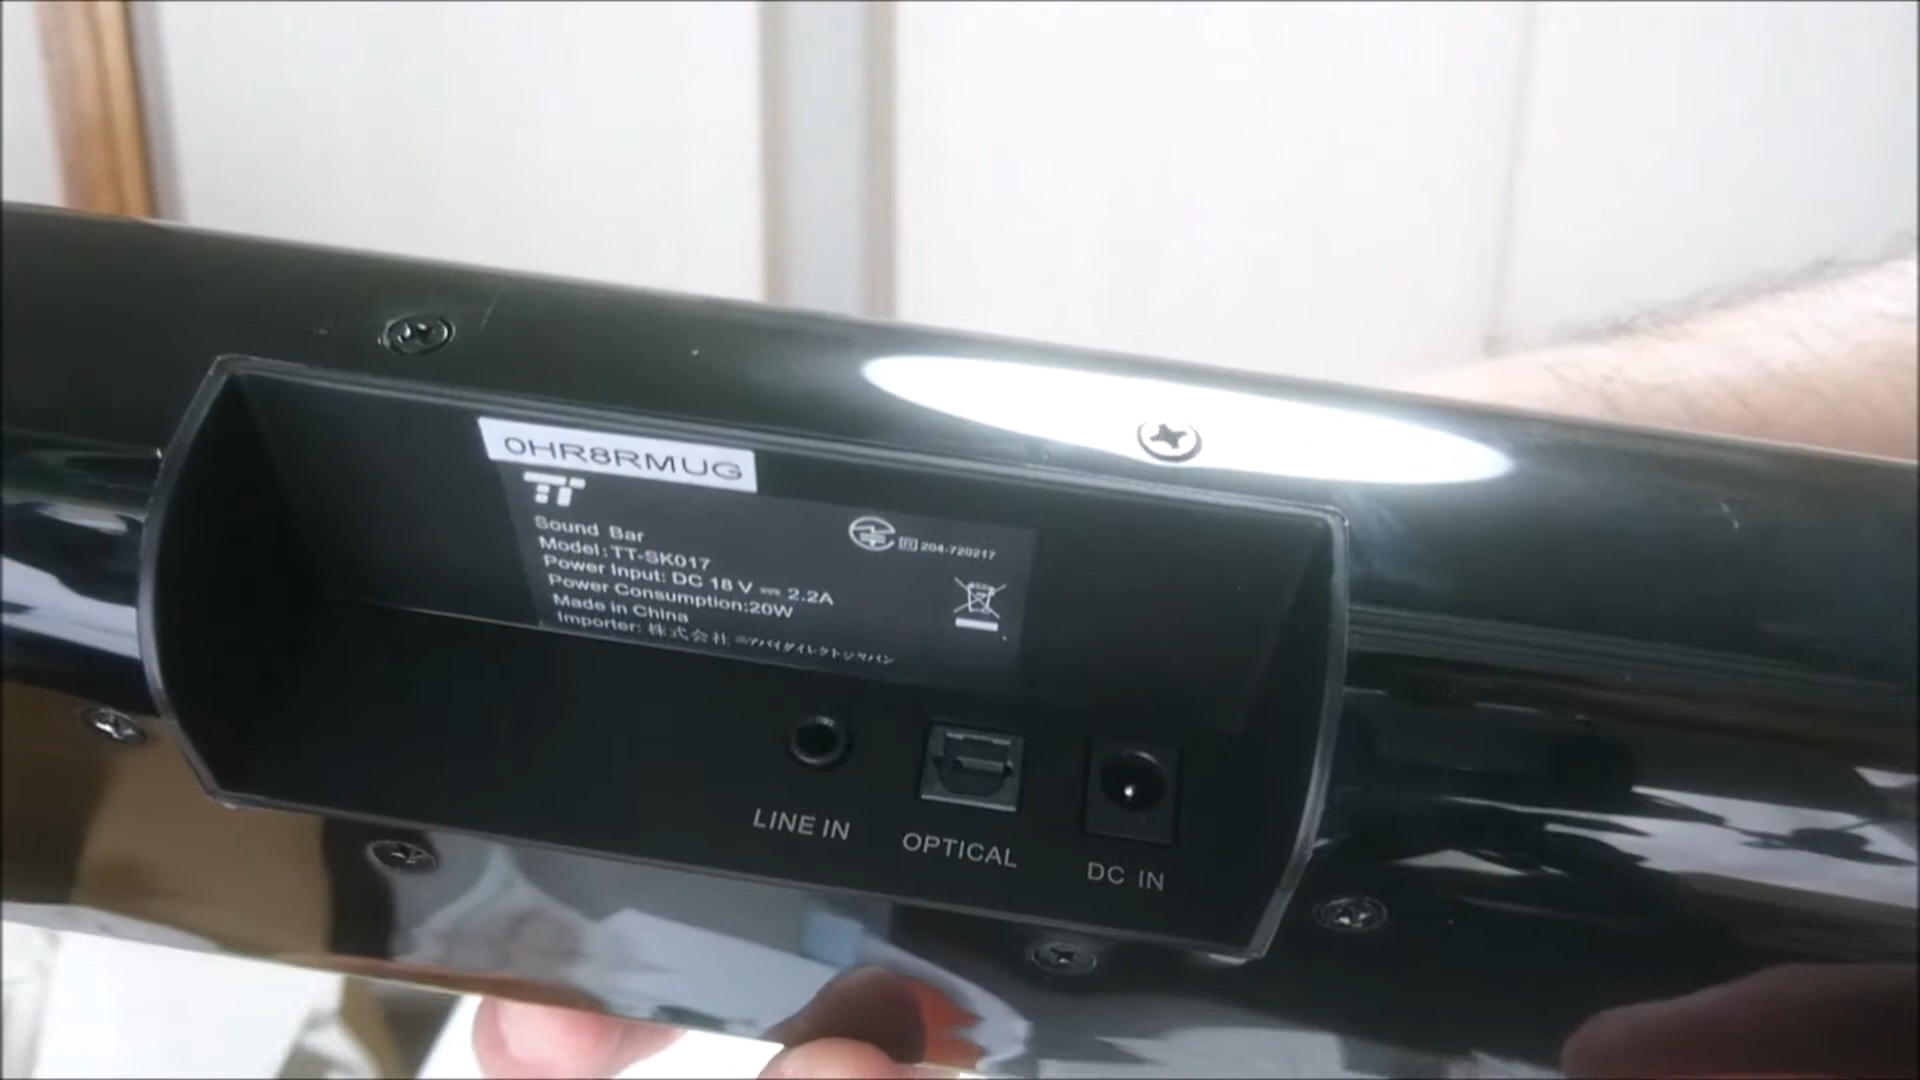 0HR8RMUG
TT
Sound Bar
Model:TT-SK017
Power Input: DC 18 V ⎓ 2.2A
Power Consumption:20W
Made in China
Importer: 株式会社 ニアバイダイレクトジャパン
R 204-720217
LINE IN
OPTICAL
DC IN